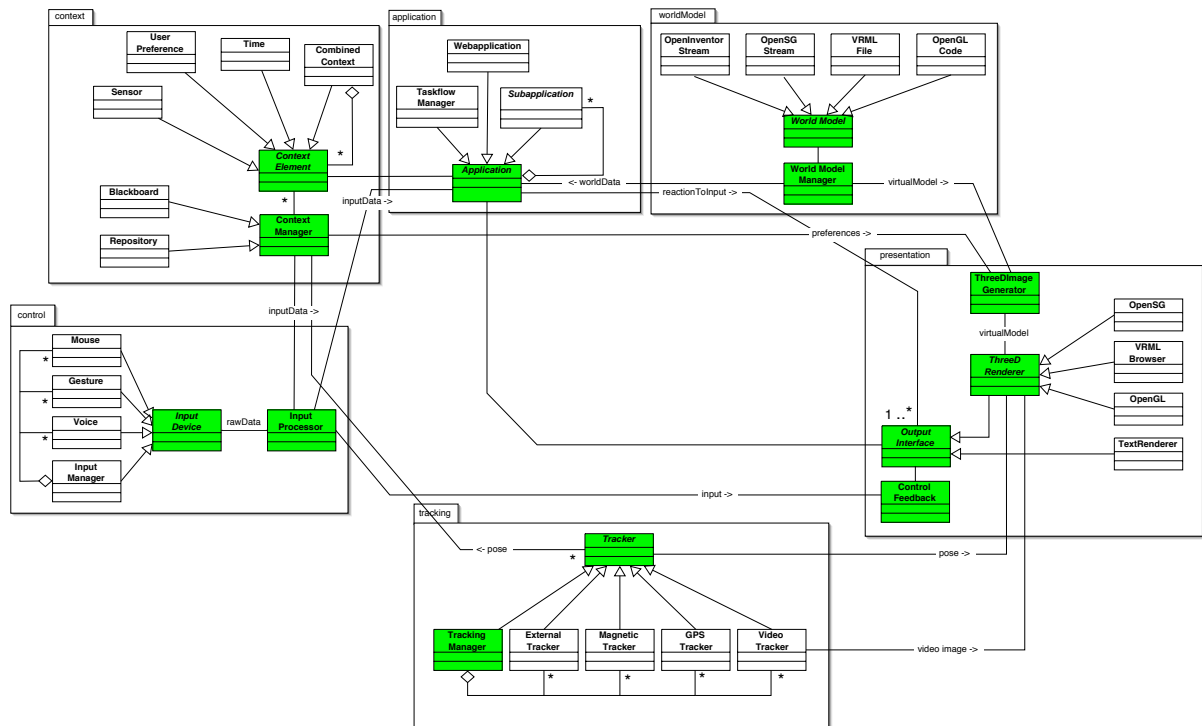 context
User
Preference
Time
Combined
Context
Sensor
*
Context
Element
*
Blackboard
Context
Manager
Repository
application
Webapplication
Taskflow
Manager
Subapplication
*
Application
worldModel
OpenInventor
Stream
OpenSG
Stream
VRML
File
OpenGL
Code
World Model
World Model
Manager
<- worldData
reactionToInput
virtualModel ->
inputData ->
preferences ->
inputData ->
presentation
ThreeDImage
Generator
OpenSG
virtualModel
ThreeD
Renderer
VRML
Browser
OpenGL
1 ..*
Output
Interface
TextRenderer
Control
Feedback
control
Mouse
*
Gesture
*
Voice
*
Input
Manager
Input
Device
rawData
Input
Processor
input ->
tracking
<- pose
*
Tracker
pose ->
Tracking
Manager
External
Tracker
Magnetic
Tracker
GPS
Tracker
Video
Tracker
video image ->
*
*
*
*